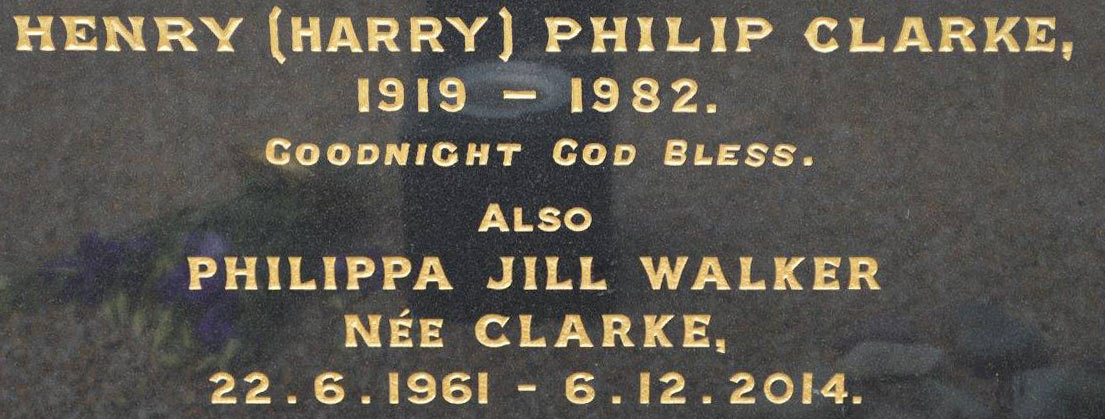 HENRY (HARRY) PHILIP CLARKE,
1919 – 1982.
GOODNIGHT GOD BLESS.
ALSO
PHILIPPA JILL WALKER
NÉE CLARKE,
22.6.1961 - 6.12.2014.